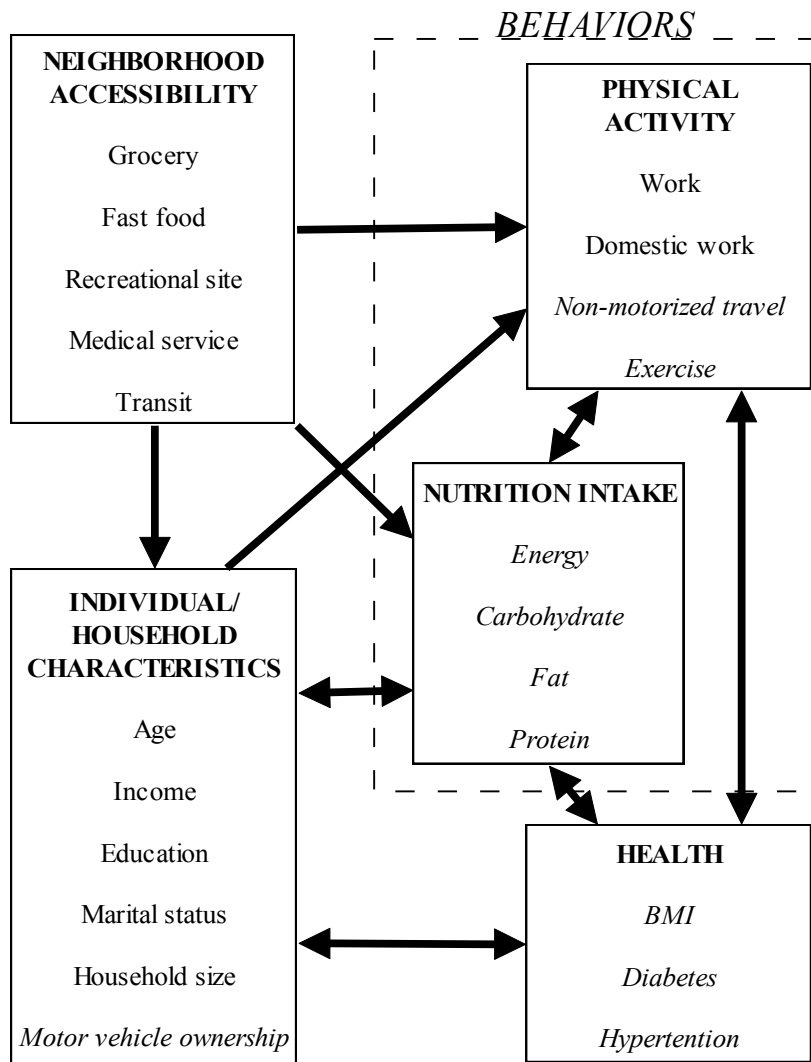 BEHAVIORS
NEIGHBORHOOD
ACCESSIBILITY
Grocery
Fast food
Recreational site
Medical service
Transit
PHYSICAL
ACTIVITY
Work
Domestic work
Non-motorized travel
Exercise
NUTRITION INTAKE
Energy
Carbohydrate
Fat
Protein
INDIVIDUAL/
HOUSEHOLD
CHARACTERISTICS
Age
Income
Education
Marital status
Household size
Motor vehicle ownership
HEALTH
BMI
Diabetes
Hypertention